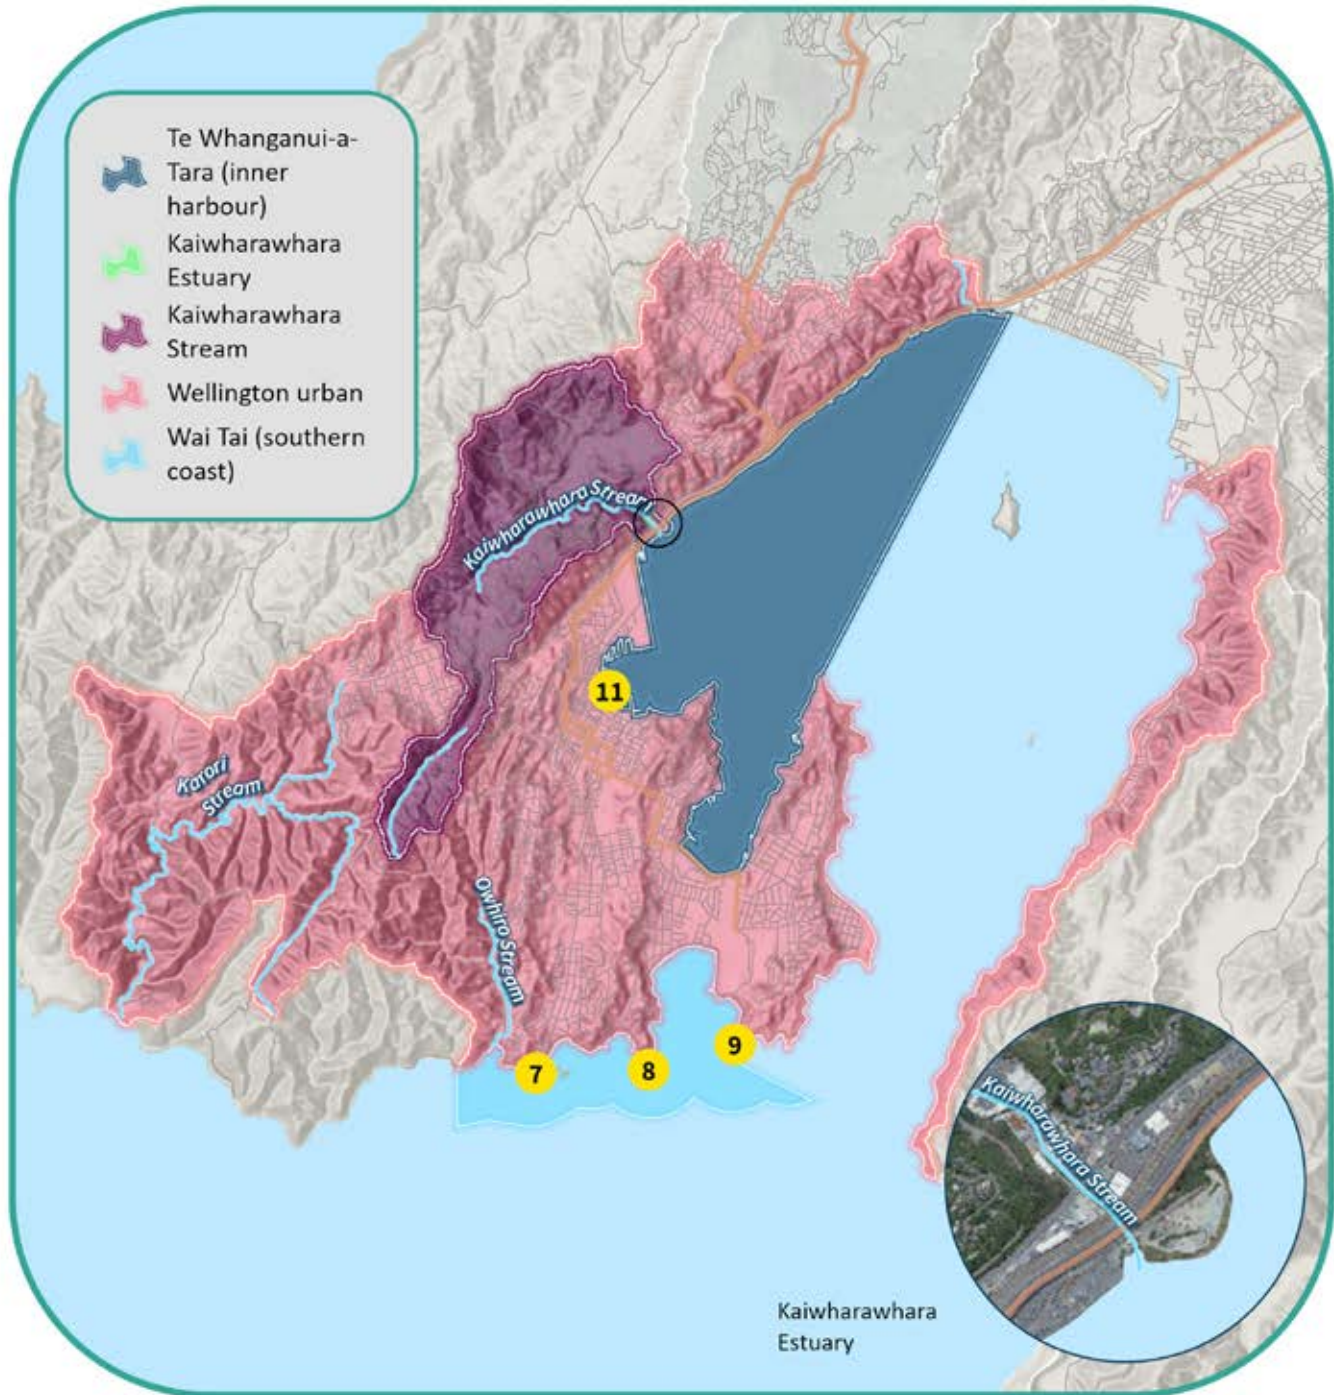 Te Whanganui-a-
Tara (inner
harbour)
Kaiwharawhara
Estuary
Kaiwharawhara
Stream
Wellington urban
Wai Tai (southern
coast)
Kaiwharawhara Stream
11
Karori
Stream
Owhiro Stream
7
8
9
Kaiwharawhara Stream
Kaiwharawhara
Estuary